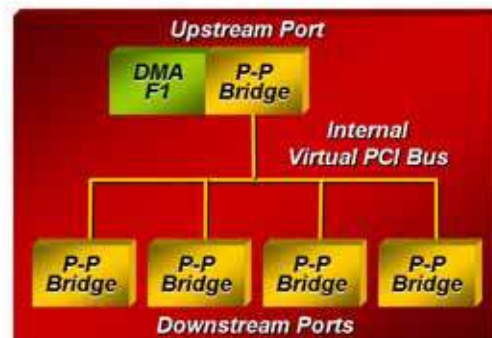 Upstream Port
DMA
F1
P-P
Bridge
Internal
Virtual PCI Bus
P-P
Bridge
P-P
Bridge
P-P
Bridge
P-P
Bridge
Downstream Ports